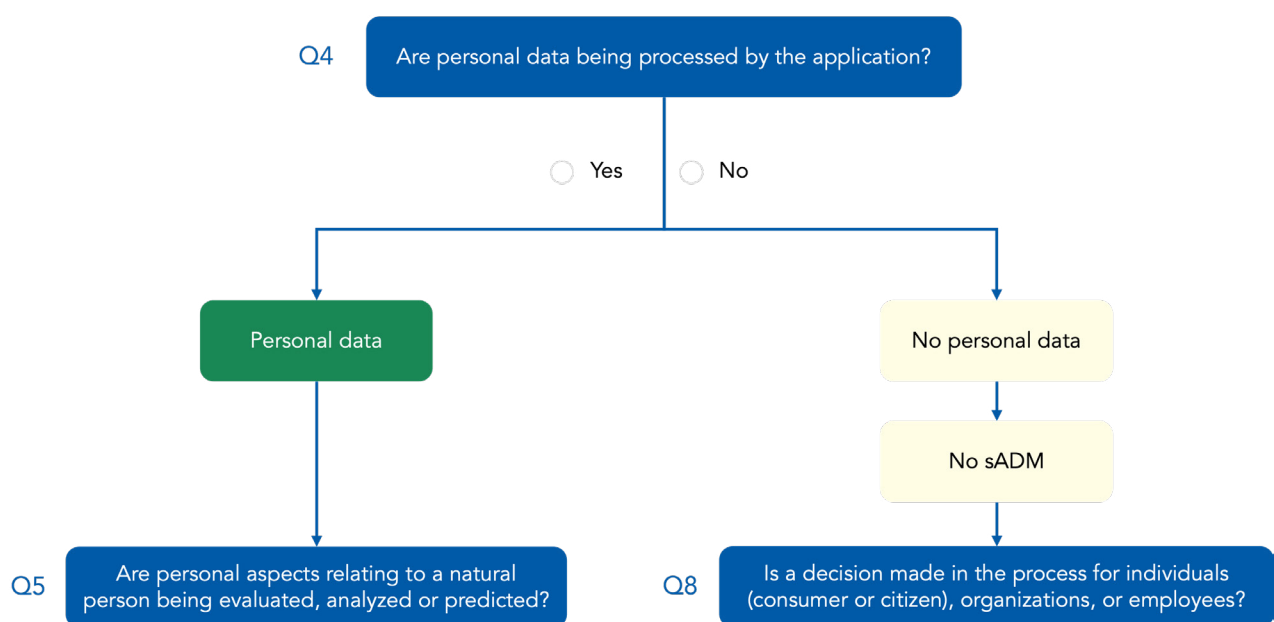 Q4
Are personal data being processed by the application?
Yes
No
Personal data
No personal data
No sADM
Q5
Are personal aspects relating to a natural
person being evaluated, analyzed or predicted?
Q8
Is a decision made in the process for individuals
(consumer or citizen), organizations, or employees?